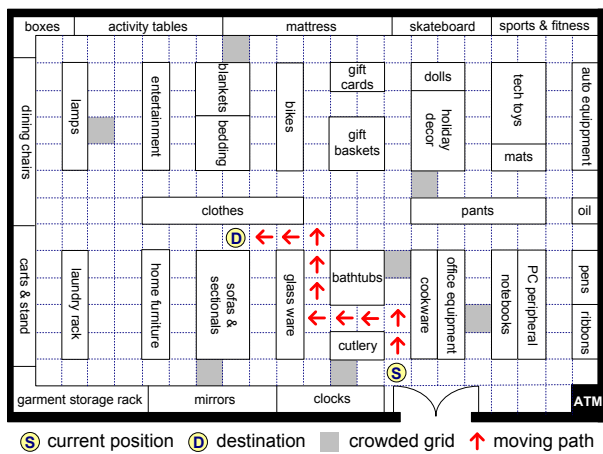 boxes
activity tables
mattress
skateboard
sports & fitness
dining chairs
lamps
entertainment
blankets
bedding
bikes
gift
cards
gift
baskets
dolls
holiday
decor
tech toys
mats
auto equippment
clothes
pants
oil
D
carts & stand
laundry rack
home furniture
sofas &
sectionals
glass ware
bathtubs
cutlery
cookware
office equipment
notebooks
PC peripheral
pens
ribbons
S
garment storage rack
mirrors
clocks
ATM
S current position D destination crowded grid moving path